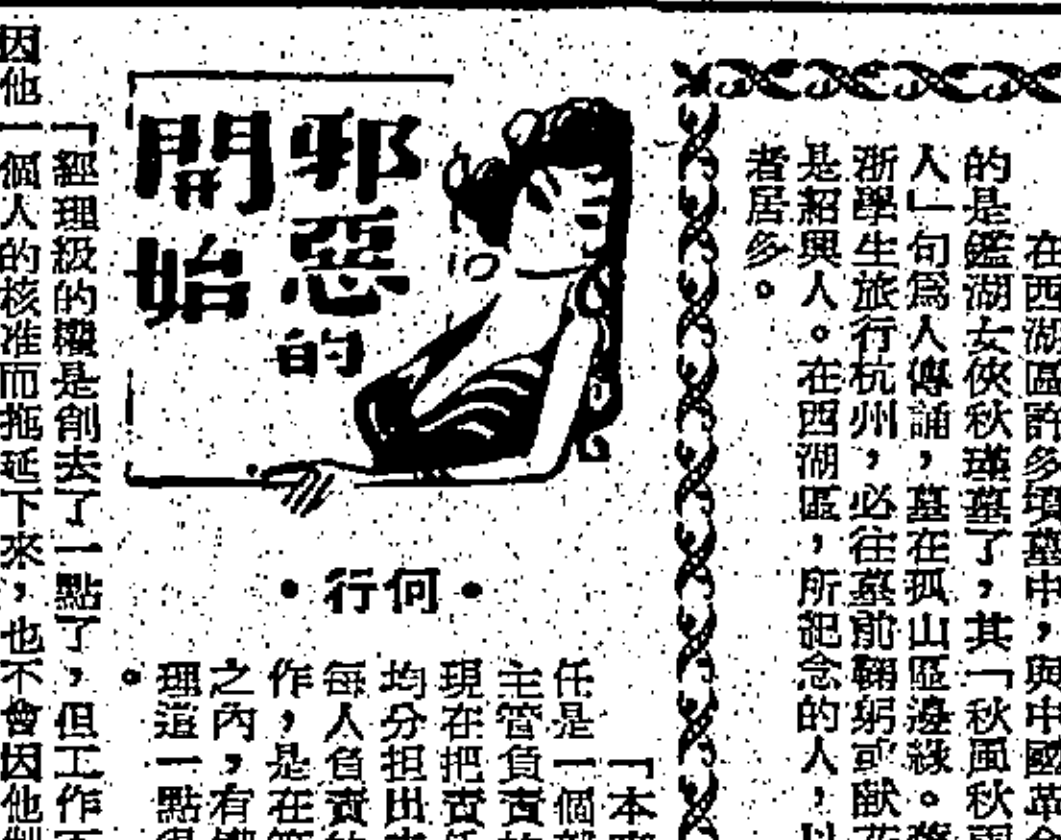 在西湖區許多墳墓中，與中國革
的是鑑湖女俠秋瑾墓了，其「秋風秋雨
人」句爲人傳誦，墓在孤山區邊緣。
浙學生旅行杭州，必往墓前鞠躬或献花
是紹興人。在西湖區，所紀念的人，以
者居多。
邪惡的
開始
•何行•
「本
任是一個部
主管負責的
現在把責任
均分担出來
每人負責的
作，是在
之內，有
理這一點
。
「經理級的權是削去了一點了，但工作不
因他一個人的核准而拖延下來，也不會因他